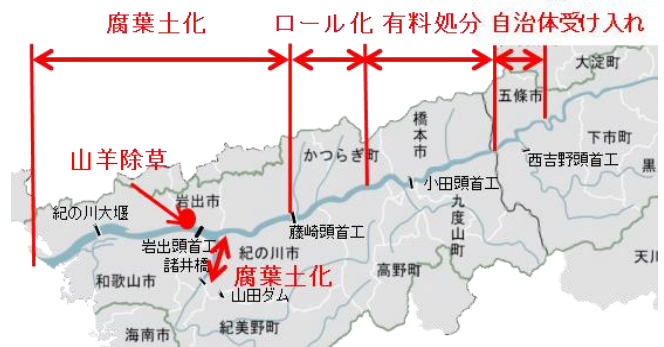 腐葉土化
ロール化
有料処分
自治体受け入れ
大淀町
五條市
橋本市
かつらぎ町
下市町
西吉野頭首工
黒
山羊除草
小田頭首工
岩出市
紀の川大堰
九度山町
藤崎頭首工
岩出頭首工
諸井橋
紀の川市
天川
高野町
腐葉土化
和歌山市
山田ダム
紀美野町
海南市